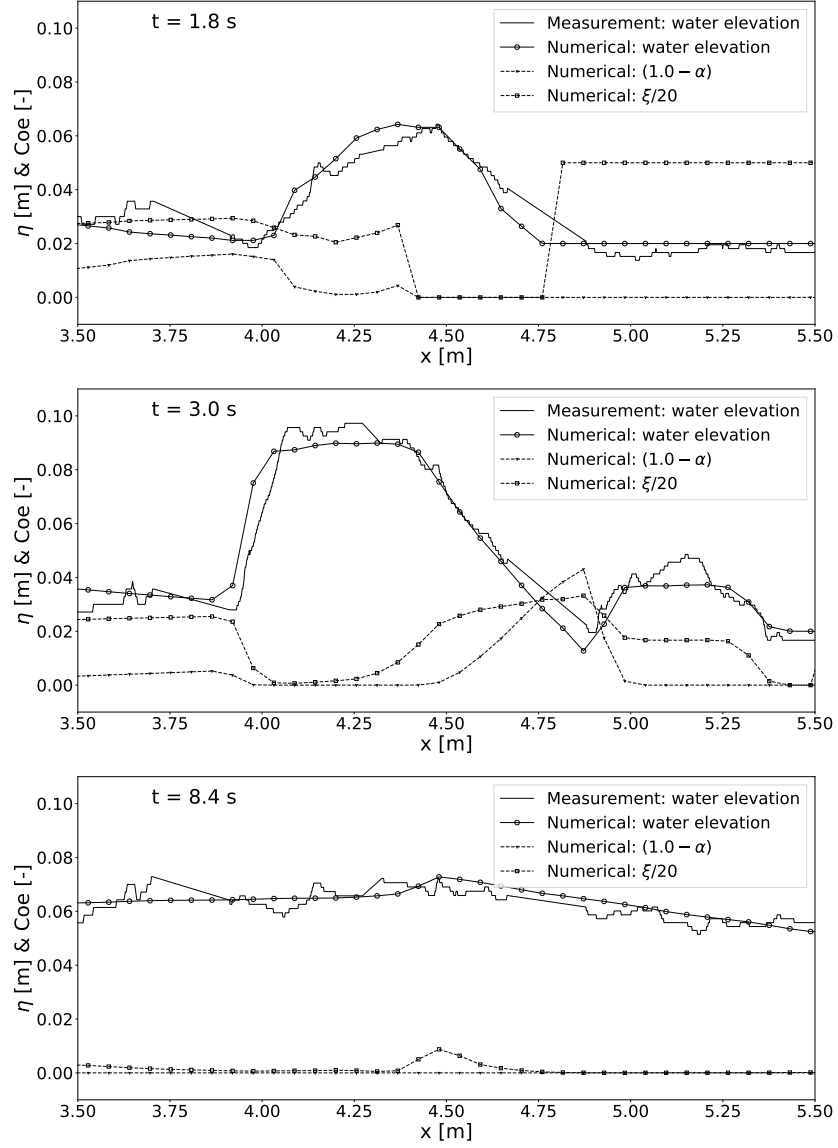 t = 1.8 s
Measurement: water elevation
Numerical: water elevation
Numerical: (1.0 − α)
Numerical: ξ/20
η [m] & Coe [-]
0.10
0.08
0.06
0.04
0.02
0.00
3.50 3.75 4.00 4.25 4.50 4.75 5.00 5.25 5.50
x [m]
t = 3.0 s
Measurement: water elevation
Numerical: water elevation
Numerical: (1.0 − α)
Numerical: ξ/20
η [m] & Coe [-]
0.10
0.08
0.06
0.04
0.02
0.00
3.50 3.75 4.00 4.25 4.50 4.75 5.00 5.25 5.50
x [m]
t = 8.4 s
Measurement: water elevation
Numerical: water elevation
Numerical: (1.0 − α)
Numerical: ξ/20
η [m] & Coe [-]
0.10
0.08
0.06
0.04
0.02
0.00
3.50 3.75 4.00 4.25 4.50 4.75 5.00 5.25 5.50
x [m]